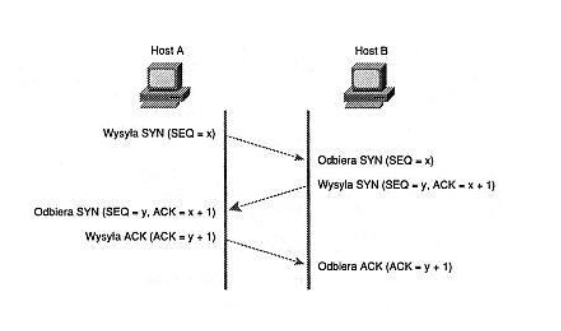 Host A
Host B
Wysyła SYN (SEQ = x)
Odbiera SYN (SEQ = x)
Wysyła SYN (SEQ = y, ACK = x + 1)
Odbiera SYN (SEQ = y, ACK = x + 1)
Wysyła ACK (ACK = y + 1)
Odbiera ACK (ACK = y + 1)